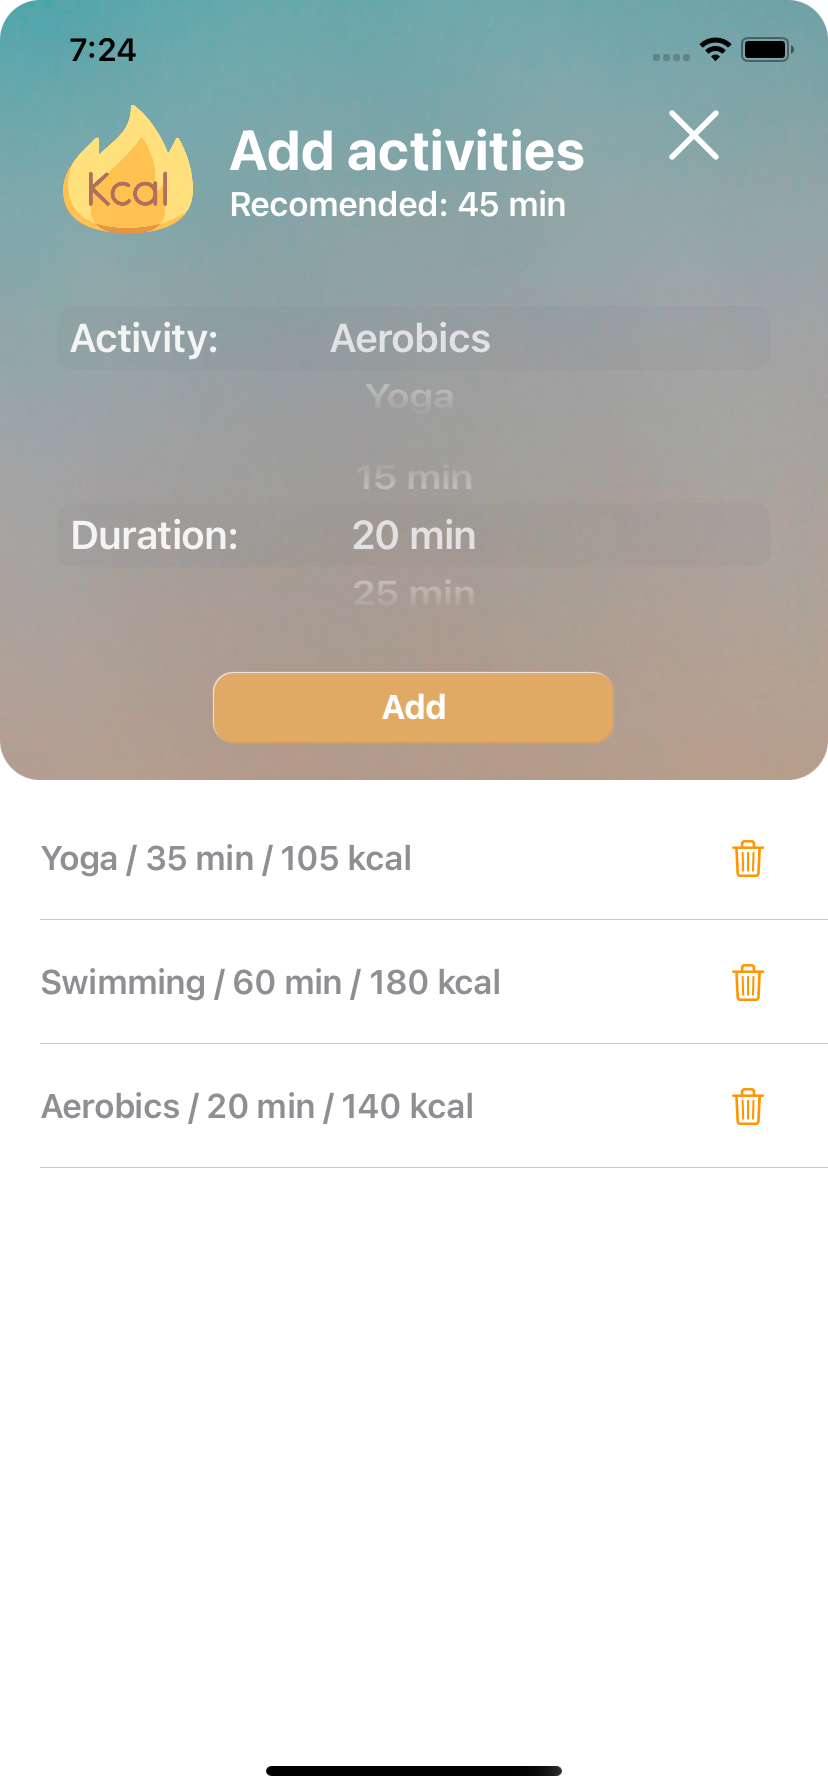 7:24
Kcal
Add activities
Recomended: 45 min
Activity: Aerobics
Yoga
15 min
Duration: 20 min
25 min
Add
Yoga / 35 min / 105 kcal
Swimming / 60 min / 180 kcal
Aerobics / 20 min / 140 kcal